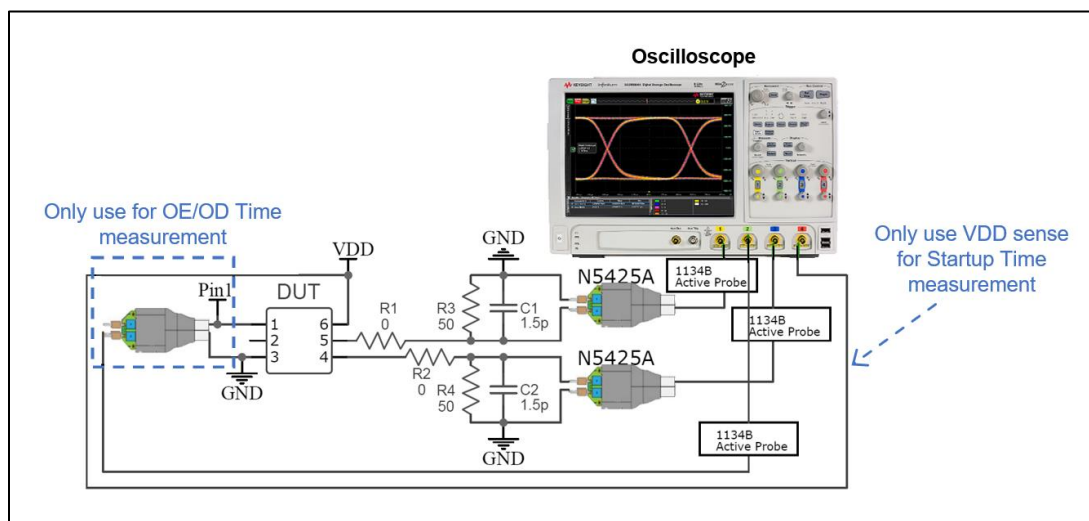 Oscilloscope
KEYSIGHT
Only use for OE/OD Time
measurement
VDD
GND
N5425A
1134B
Active Probe
Only use VDD sense
for Startup Time
measurement
Pin1
DUT
R1
0
R3
50
C1
1.5p
1134B
Active Probe
1
2
3
6
5
4
GND
R2
0
R4
50
C2
1.5p
N5425A
GND
1134B
Active Probe